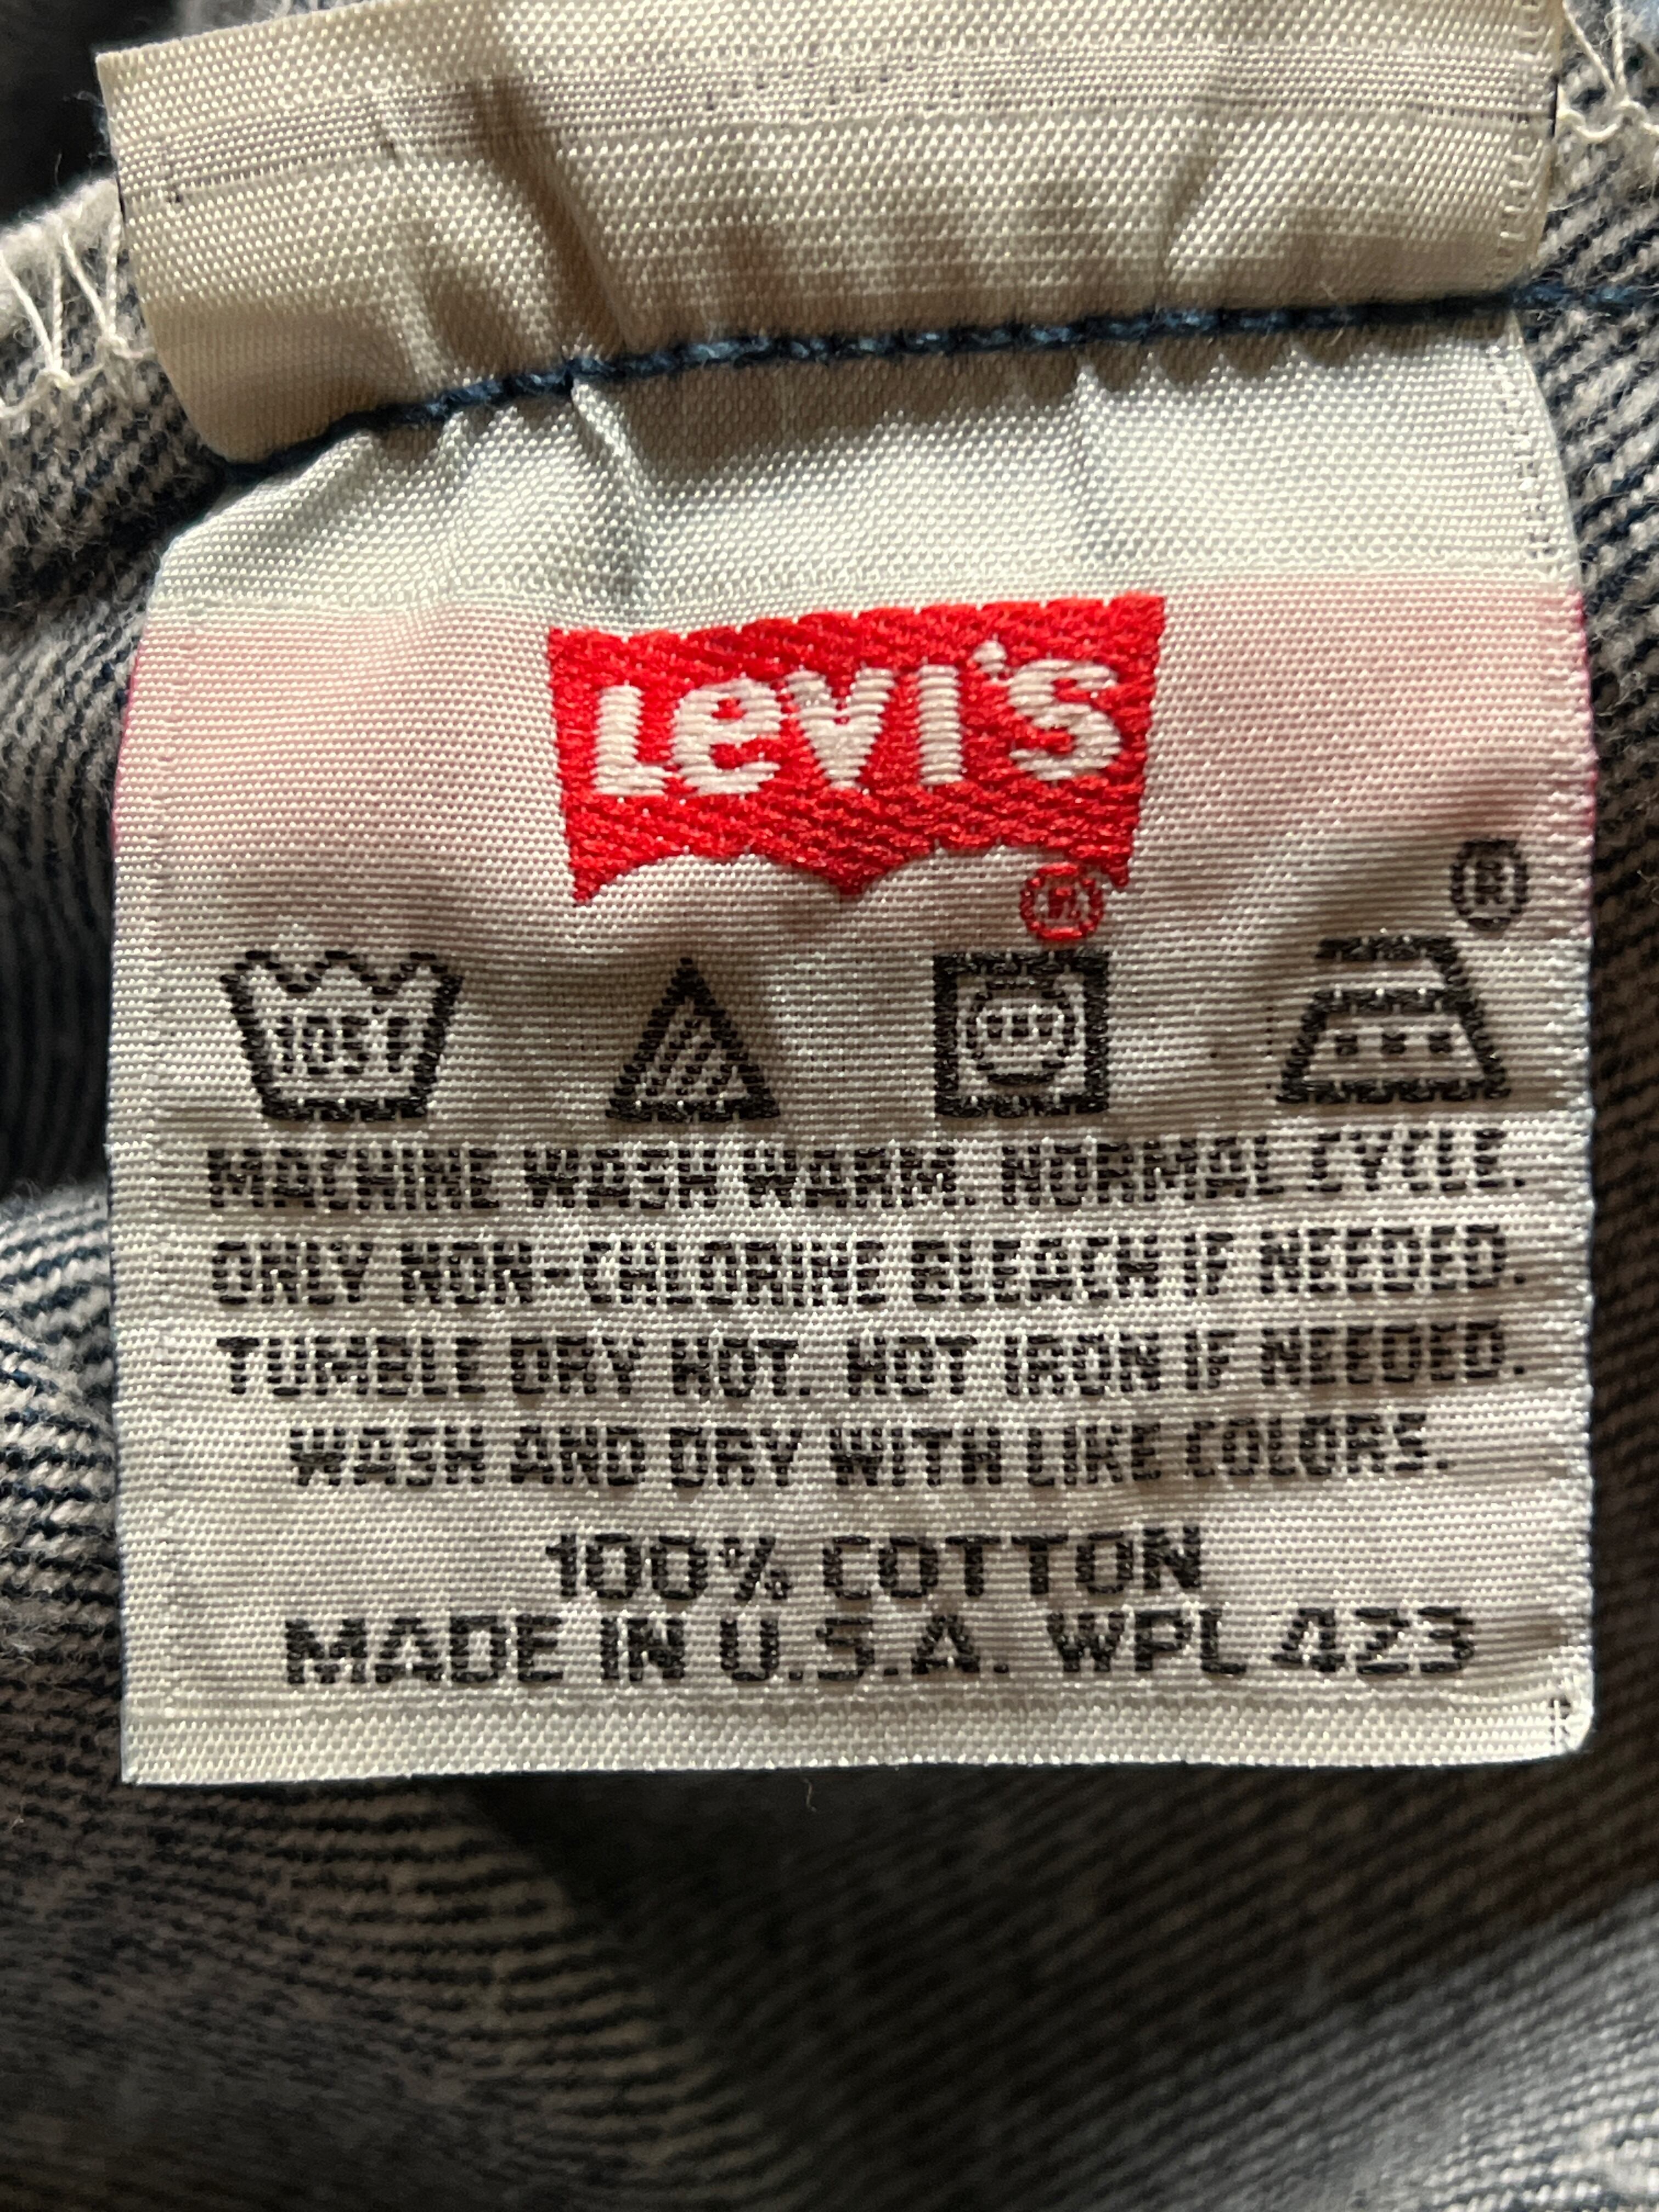 Levi's
®
®
105°F
MACHINE WASH WARM. NORMAL CYCLE.
ONLY NON-CHLORINE BLEACH IF NEEDED.
TUMBLE DRY HOT. HOT IRON IF NEEDED.
WASH AND DRY WITH LIKE COLORS.
100% COTTON
MADE IN U.S.A. WPL 423
R